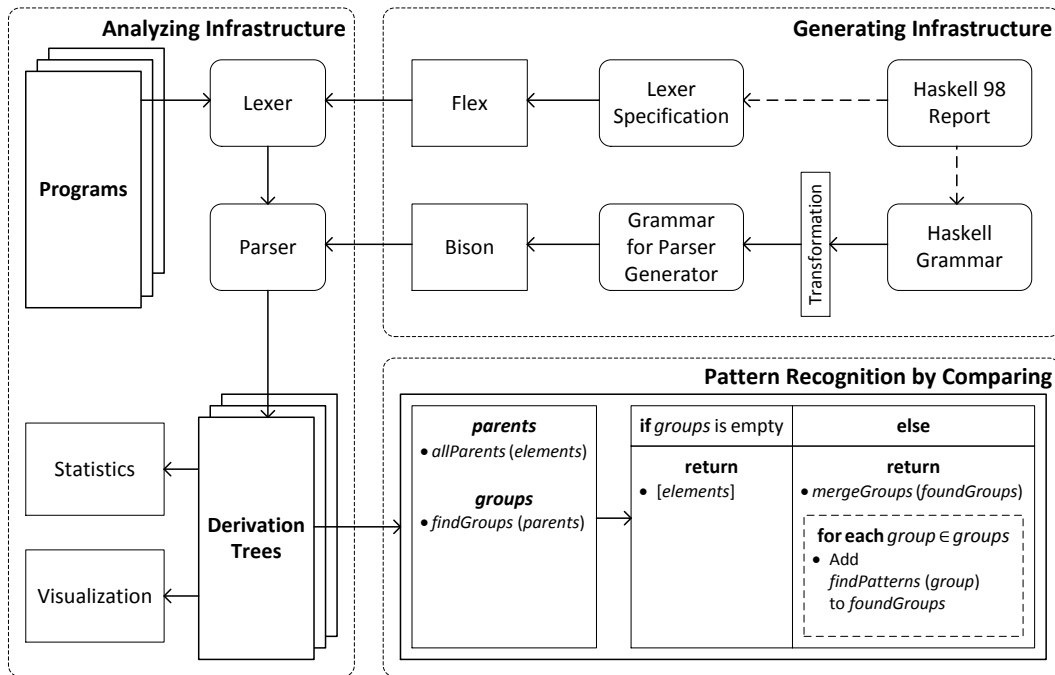 Analyzing Infrastructure
Programs
Lexer
Parser
Statistics
Visualization
Derivation
Trees
Generating Infrastructure
Flex
Lexer
Specification
Haskell 98
Report
Bison
Grammar
for Parser
Generator
Transformation
Haskell
Grammar
Pattern Recognition by Comparing
parents
• allParents (elements)
groups
• findGroups (parents)
if groups is empty
return
• [elements]
else
return
• mergeGroups (foundGroups)
for each group ∈ groups
• Add
findPatterns (group)
to foundGroups